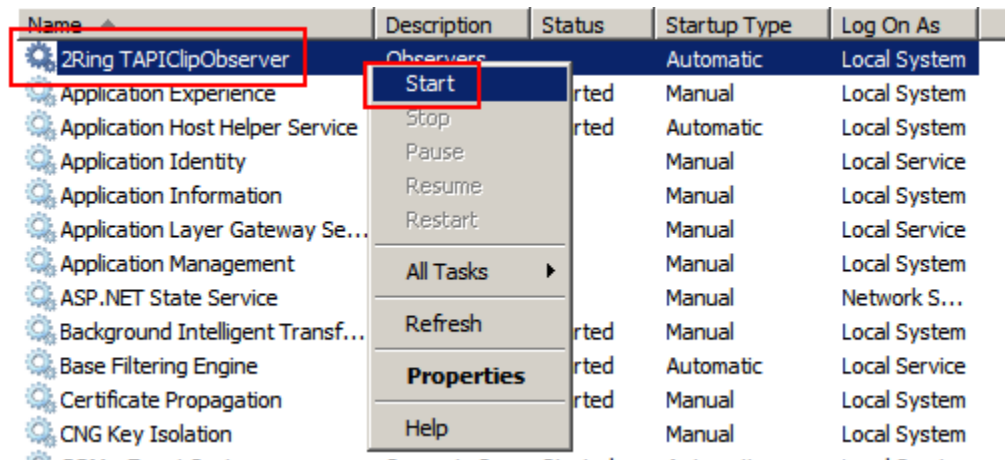 Name Description Status Startup Type Log On As
2Ring TAPIClipObserver Observers Automatic Local System
Start
Application Experience rted Manual Local System
Stop
Application Host Helper Service rted Automatic Local System
Pause
Application Identity Manual Local Service
Resume
Application Information Manual Local System
Restart
Application Layer Gateway Se... Manual Local Service
Application Management All Tasks Manual Local System
ASP.NET State Service Manual Network S...
Background Intelligent Transf... Refresh rted Manual Local System
Base Filtering Engine Properties rted Automatic Local Service
Certificate Propagation rted Manual Local System
CNG Key Isolation Help Manual Local System